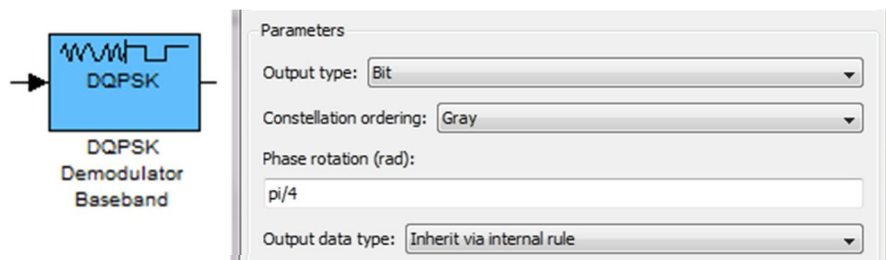 DQPSK
DQPSK
Demodulator
Baseband
Parameters
Output type: Bit
Constellation ordering: Gray
Phase rotation (rad):
pi/4
Output data type: Inherit via internal rule